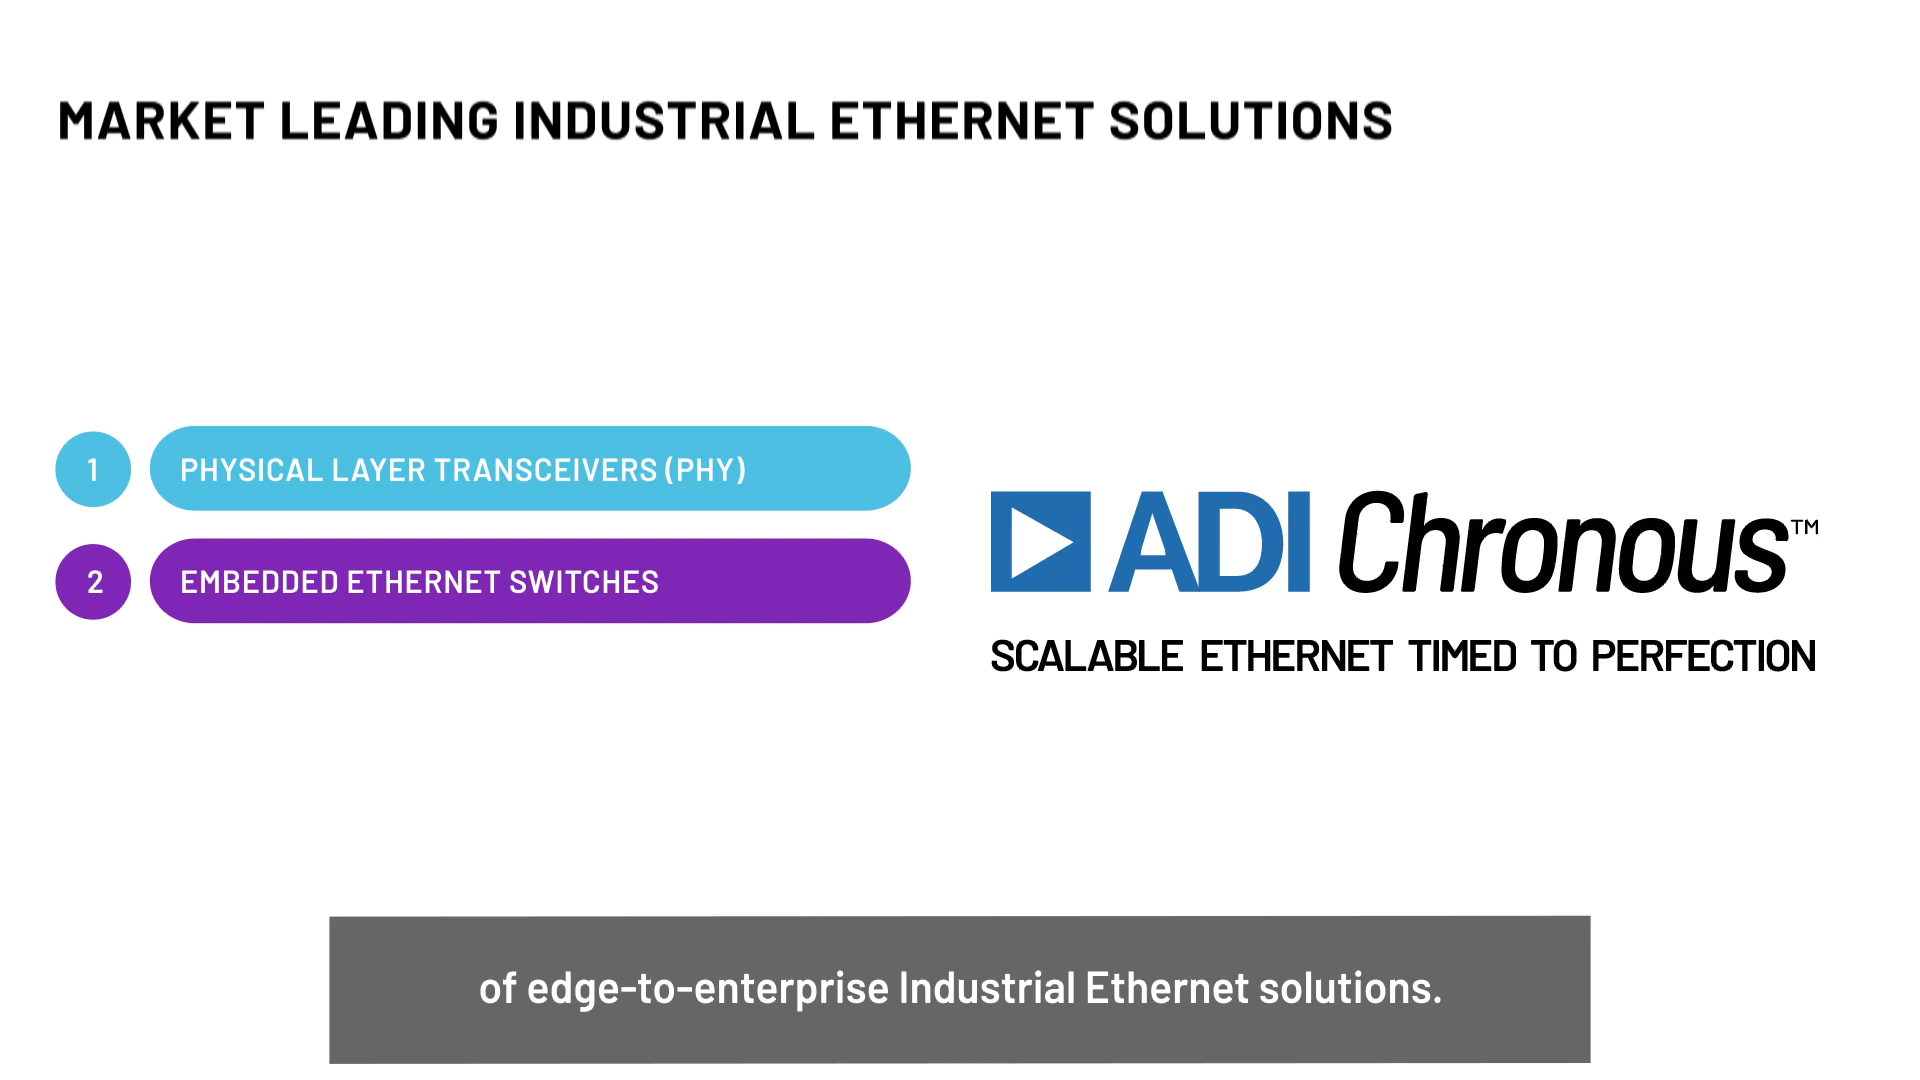 MARKET LEADING INDUSTRIAL ETHERNET SOLUTIONS
1 PHYSICAL LAYER TRANSCEIVERS (PHY)
2 EMBEDDED ETHERNET SWITCHES
ADI Chronous™
SCALABLE ETHERNET TIMED TO PERFECTION
of edge-to-enterprise Industrial Ethernet solutions.